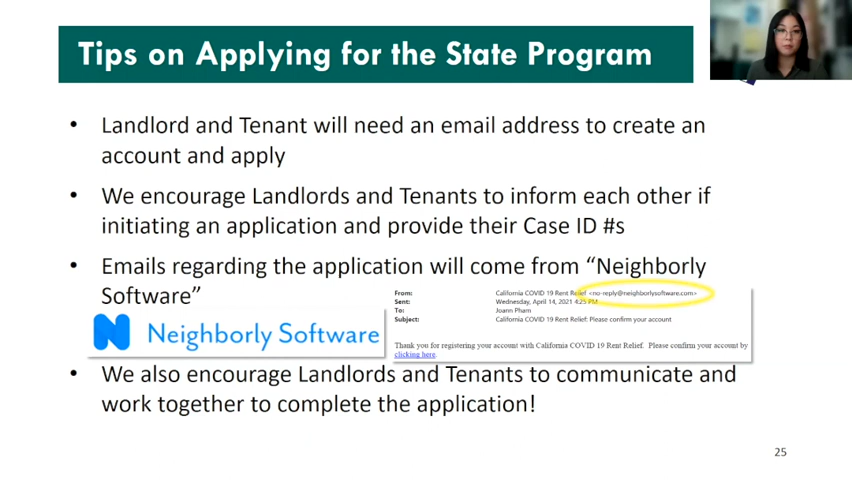 Tips on Applying for the State Program
• Landlord and Tenant will need an email address to create an
account and apply
• We encourage Landlords and Tenants to inform each other if
initiating an application and provide their Case ID #s
• Emails regarding the application will come from “Neighborly
Software”
From: California COVID 19 Rent Relief <no-reply@neighborlysoftware.com>
Sent: Wednesday, April 14, 2021 4:25 PM
To: Joann Pham
Subject: California COVID 19 Rent Relief: Please confirm your account
Thank you for registering your account with California COVID 19 Rent Relief. Please confirm your account by
clicking here.
N Neighborly Software
• We also encourage Landlords and Tenants to communicate and
work together to complete the application!
25